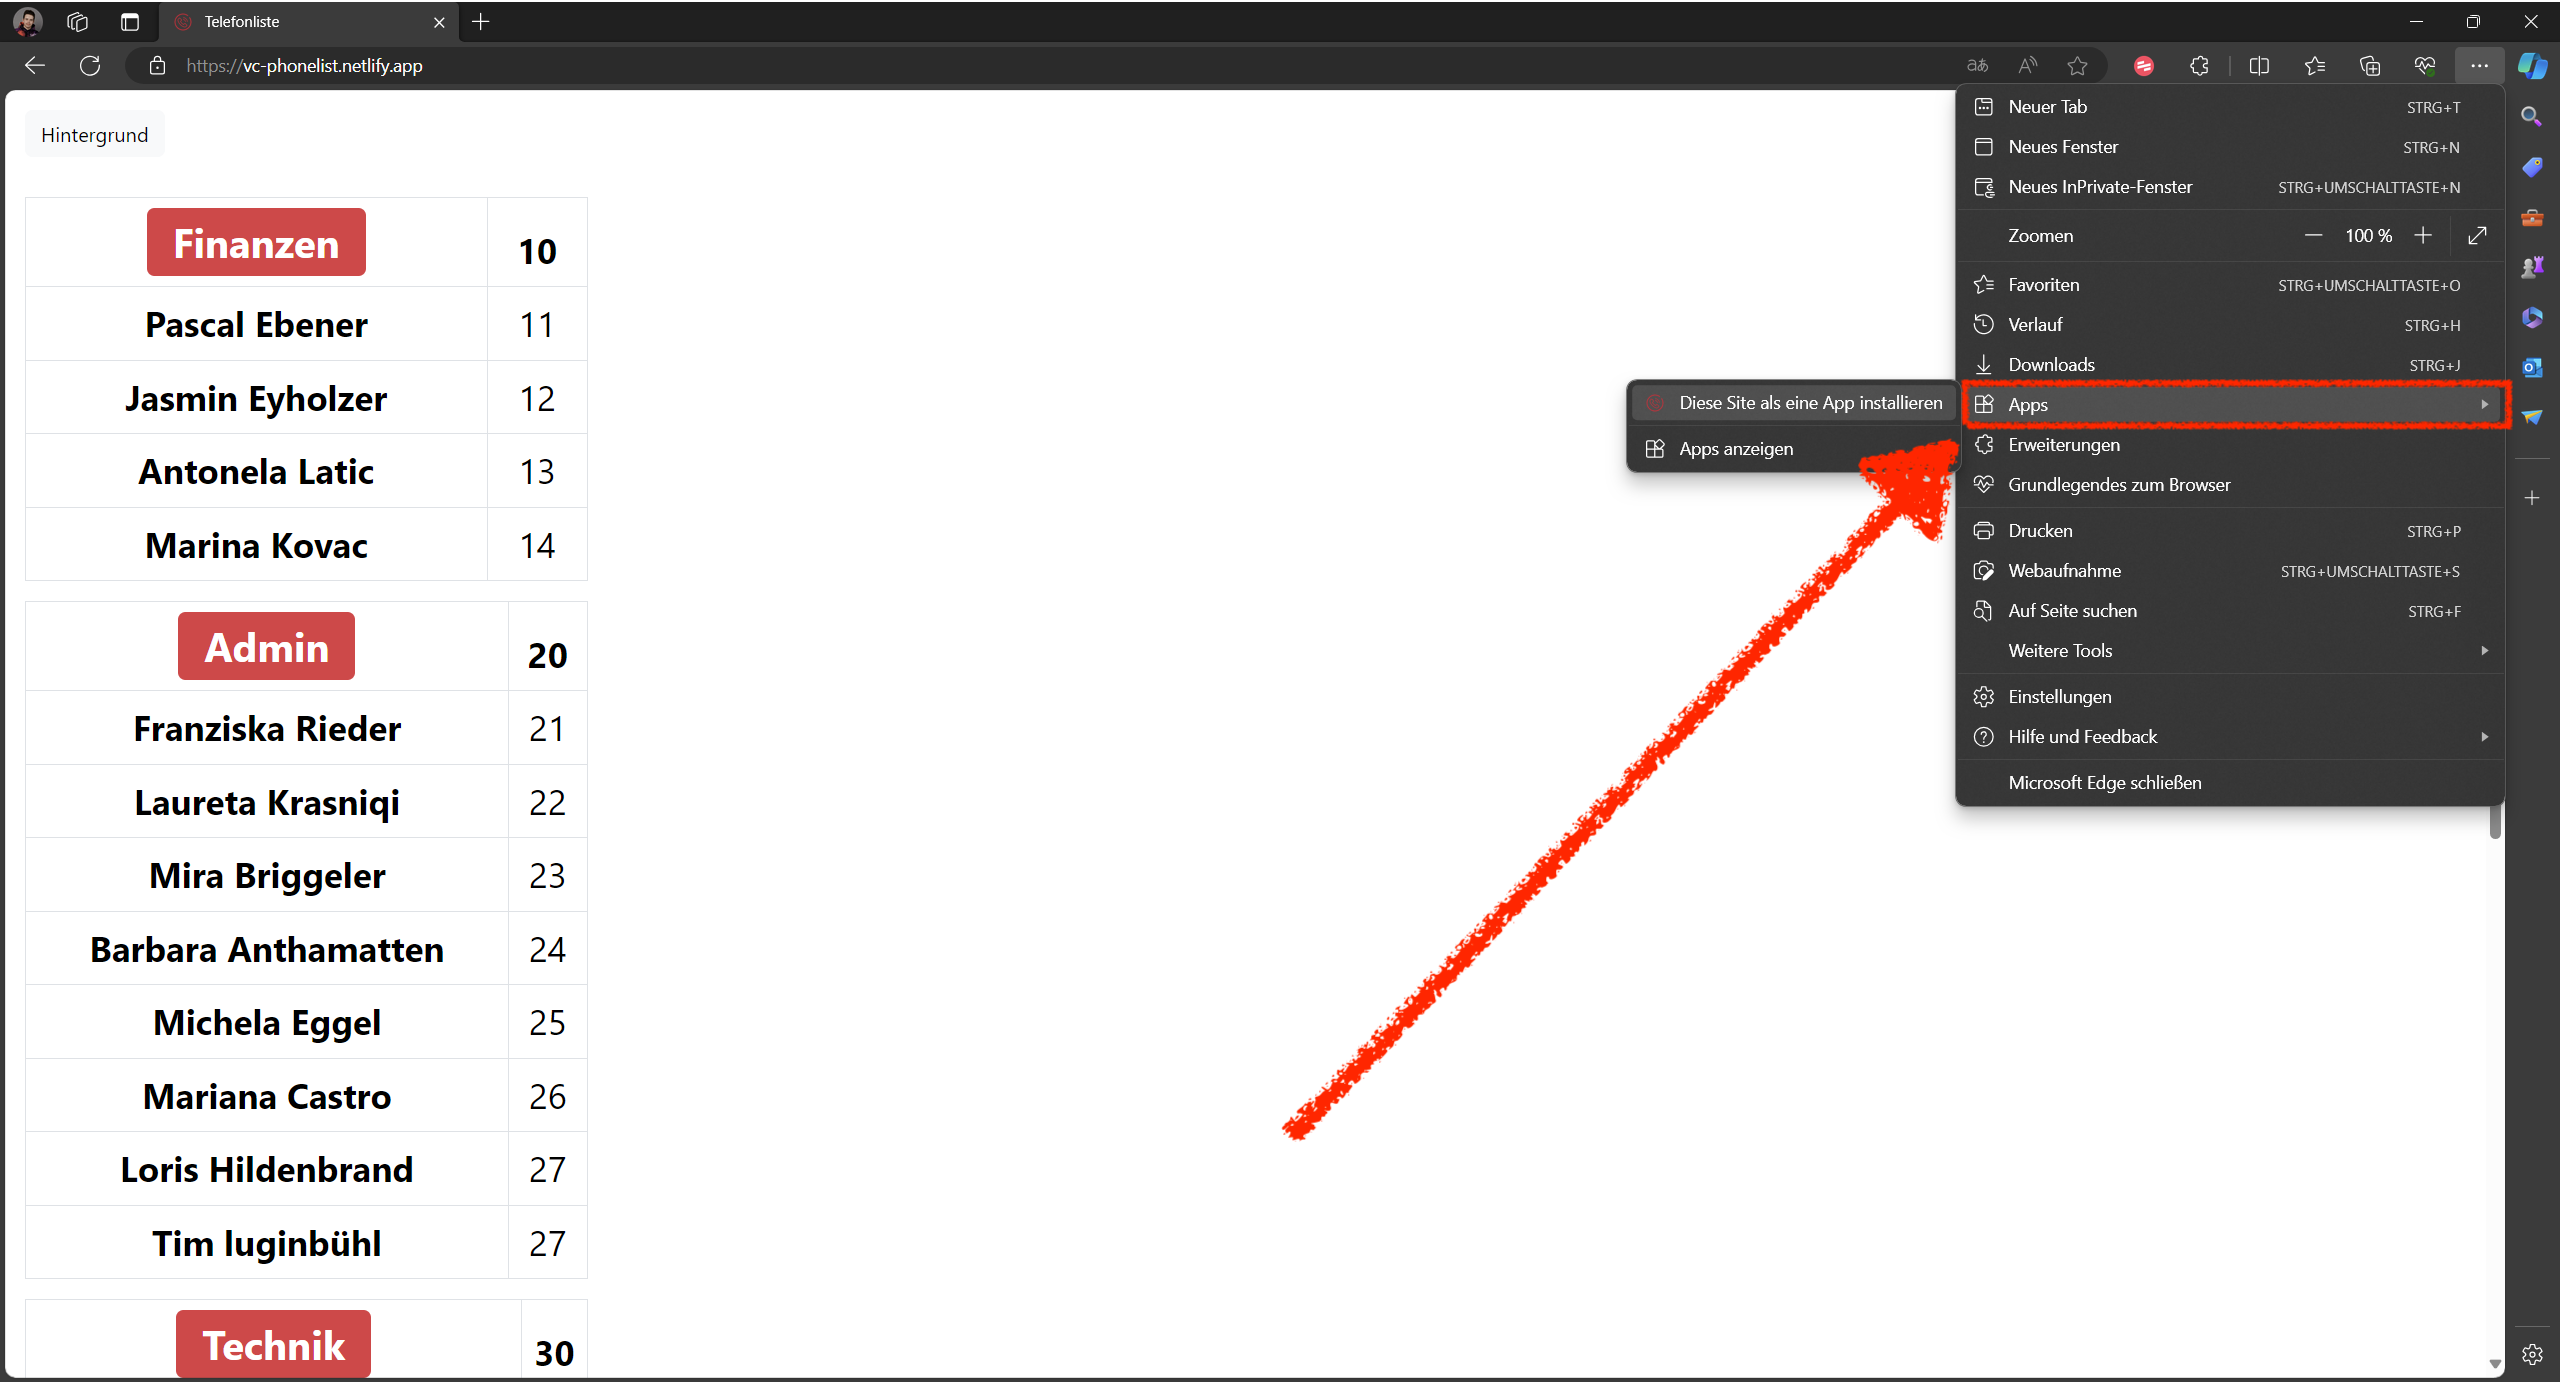 Telefonliste
https://vc-phonelist.netlify.app
Hintergrund
Finanzen 10
Pascal Ebener 11
Jasmin Eyholzer 12
Antonela Latic 13
Marina Kovac 14
Admin 20
Franziska Rieder 21
Laureta Krasniqi 22
Mira Briggeler 23
Barbara Anthamatten 24
Michela Eggel 25
Mariana Castro 26
Loris Hildenbrand 27
Tim luginbühl 27
Technik 30
Diese Site als eine App installieren
Apps anzeigen
Neuer Tab STRG+T
Neues Fenster STRG+N
Neues InPrivate-Fenster STRG+UMSCHALTTASTE+N
Zoomen 100 %
Favoriten STRG+UMSCHALTTASTE+O
Verlauf STRG+H
Downloads STRG+J
Apps
Erweiterungen
Grundlegendes zum Browser
Drucken STRG+P
Webaufnahme STRG+UMSCHALTTASTE+S
Auf Seite suchen STRG+F
Weitere Tools
Einstellungen
Hilfe und Feedback
Microsoft Edge schließen